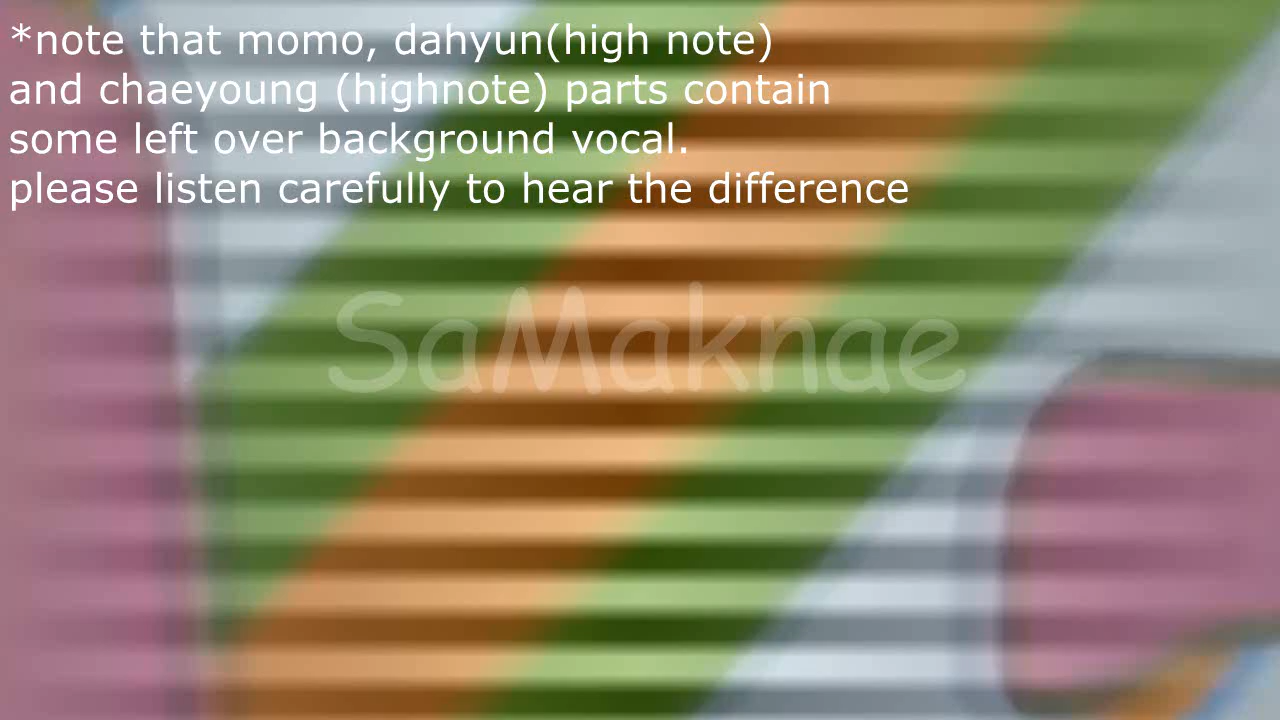 *note that momo, dahyun(high note)
and chaeyoung (highnote) parts contain
some left over background vocal.
please listen carefully to hear the difference
SaMaknae